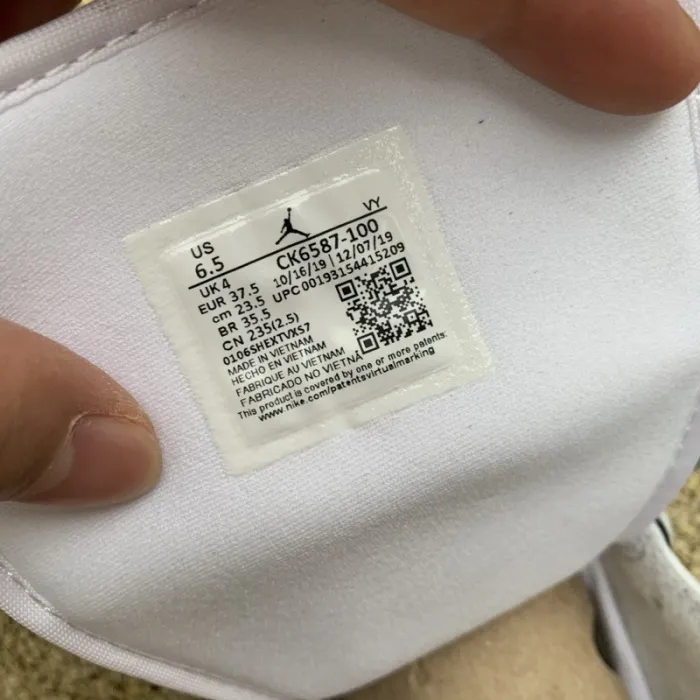 VY
US
6.5
CK6587-100
UK 4
10/16/19 | 12/07/19
EUR 37.5
UPC 00193154415209
cm 23.5
BR 35.5
CN 235(2.5)
0106SHEXTVXS7
MADE IN VIETNAM
HECHO EN VIETNAM
FABRIQUE AU VIETNAM
FABRICADO NO VIETNÃ
This product is covered by one or more patents:
www.nike.com/patentsvirtualmarking